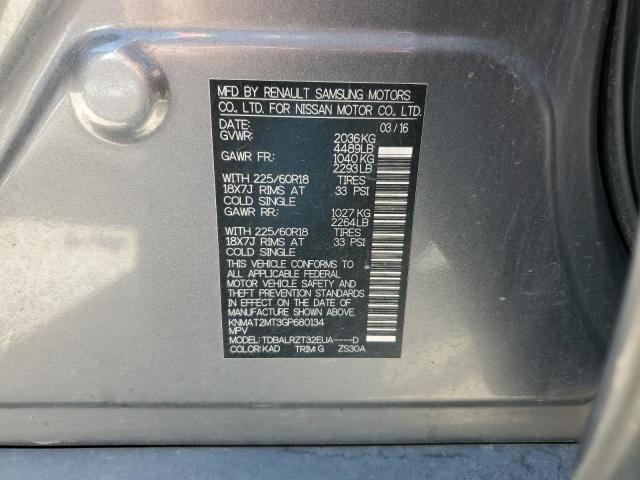 MFD BY RENAULT SAMSUNG MOTORS
CO., LTD. FOR NISSAN MOTOR CO., LTD.
DATE: 03/16
GVWR: 2036KG
4489LB
GAWR FR: 1040KG
2293LB
WITH 225/60R18 TIRES
18X7J RIMS AT 33 PSI
COLD SINGLE
GAWR RR: 1027KG
2264LB
WITH 225/60R18 TIRES
18X7J RIMS AT 33 PSI
COLD SINGLE
THIS VEHICLE CONFORMS TO
ALL APPLICABLE FEDERAL
MOTOR VEHICLE SAFETY AND
THEFT PREVENTION STANDARDS
IN EFFECT ON THE DATE OF
MANUFACTURE SHOWN ABOVE.
KNMAT2MT3GP680134
MPV
MODEL: TDBALRZT32EUA----D
COLOR: KAD TRIM: G ZS30A